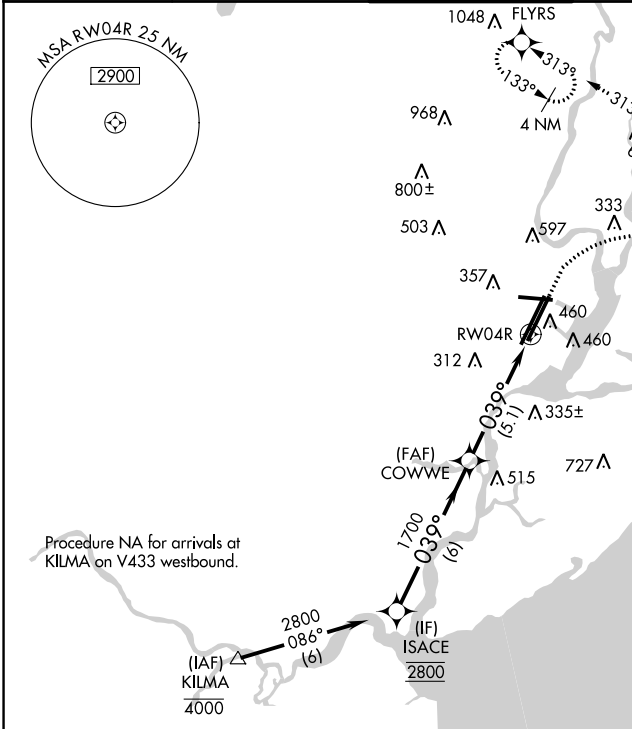 MSA RW04R 25 NM
2900
1048
FLYRS
313°
133°
4 NM
313
968
800±
503
597
333
357
460
RW04R
460
312
039°
(5.1)
335±
(FAF)
COWWE
515
727
1700
039°
(6)
Procedure NA for arrivals at
KILMA on V433 westbound.
2800
086°
(6)
(IF)
ISACE
2800
(IAF)
KILMA
4000